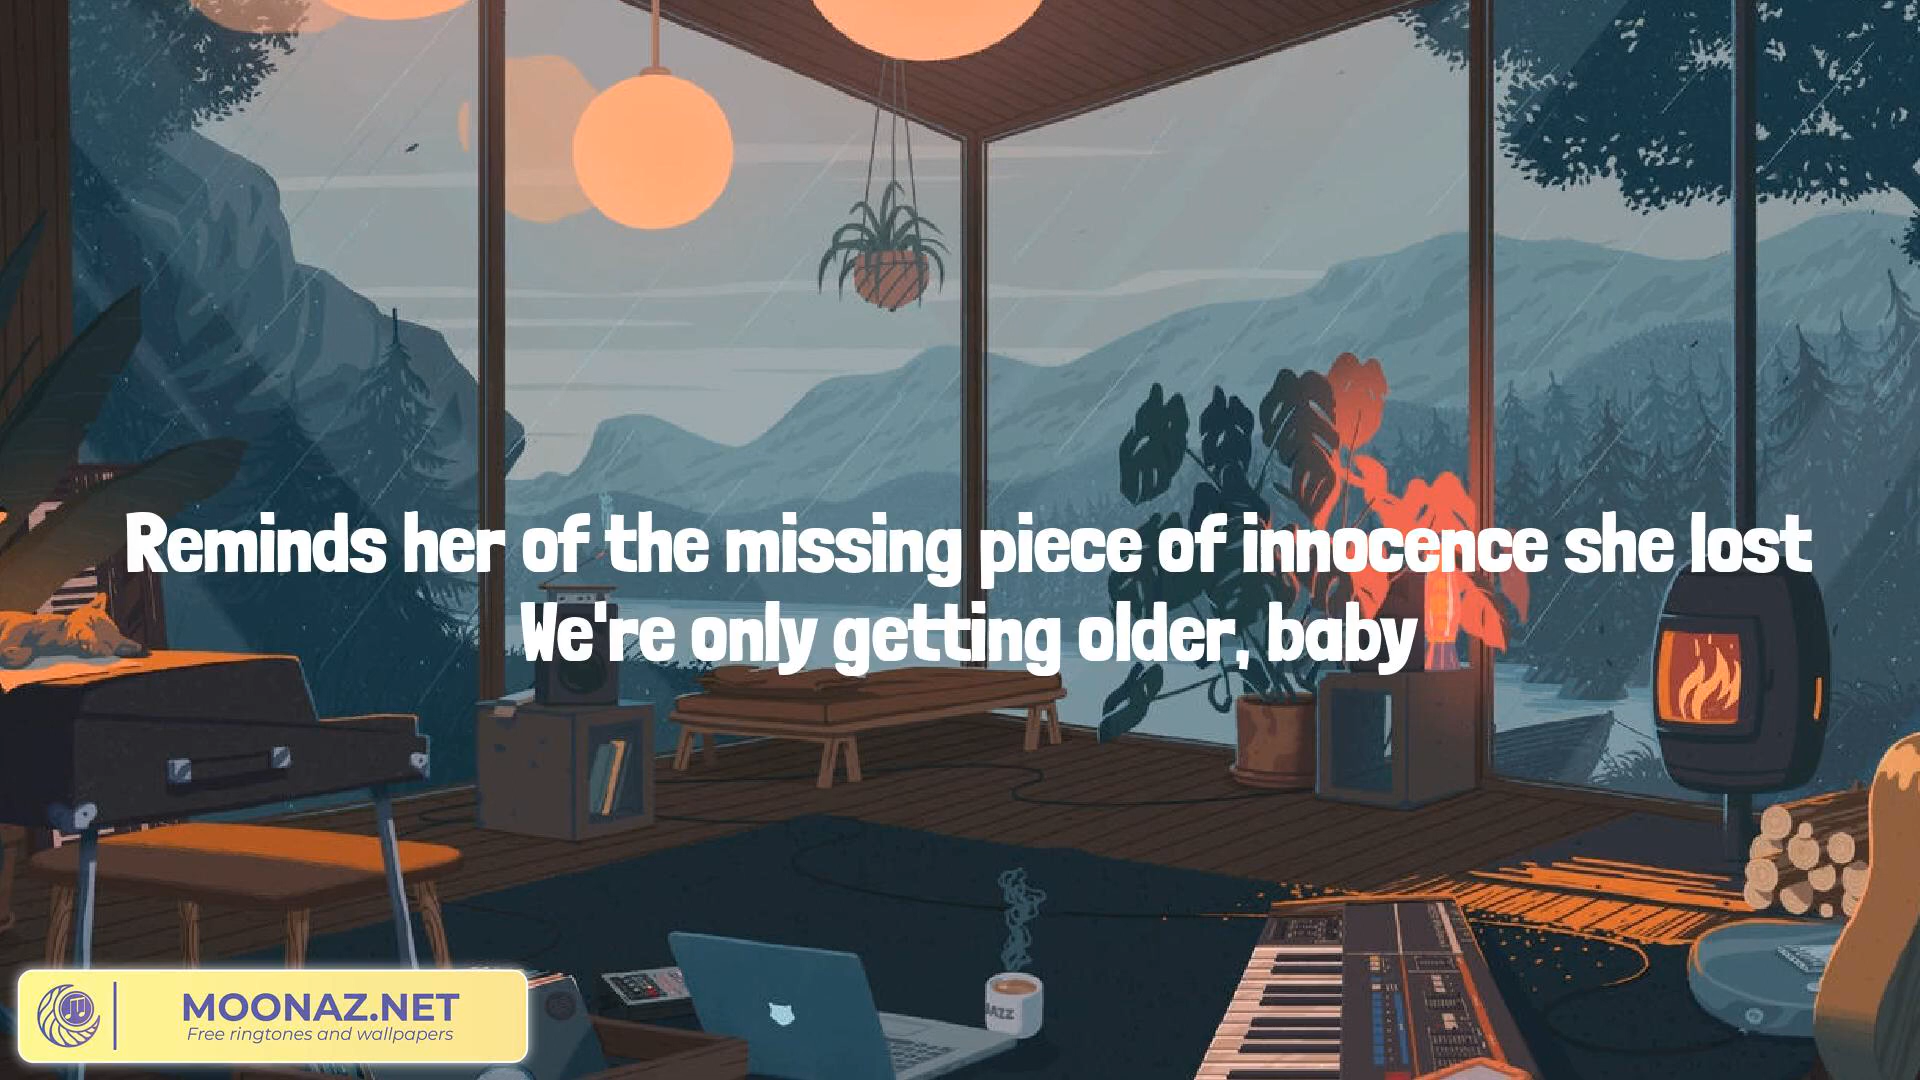 Reminds her of the missing piece of innocence she lost
We're only getting older, baby
JAZZ
MOONAZ.NET
Free ringtones and wallpapers